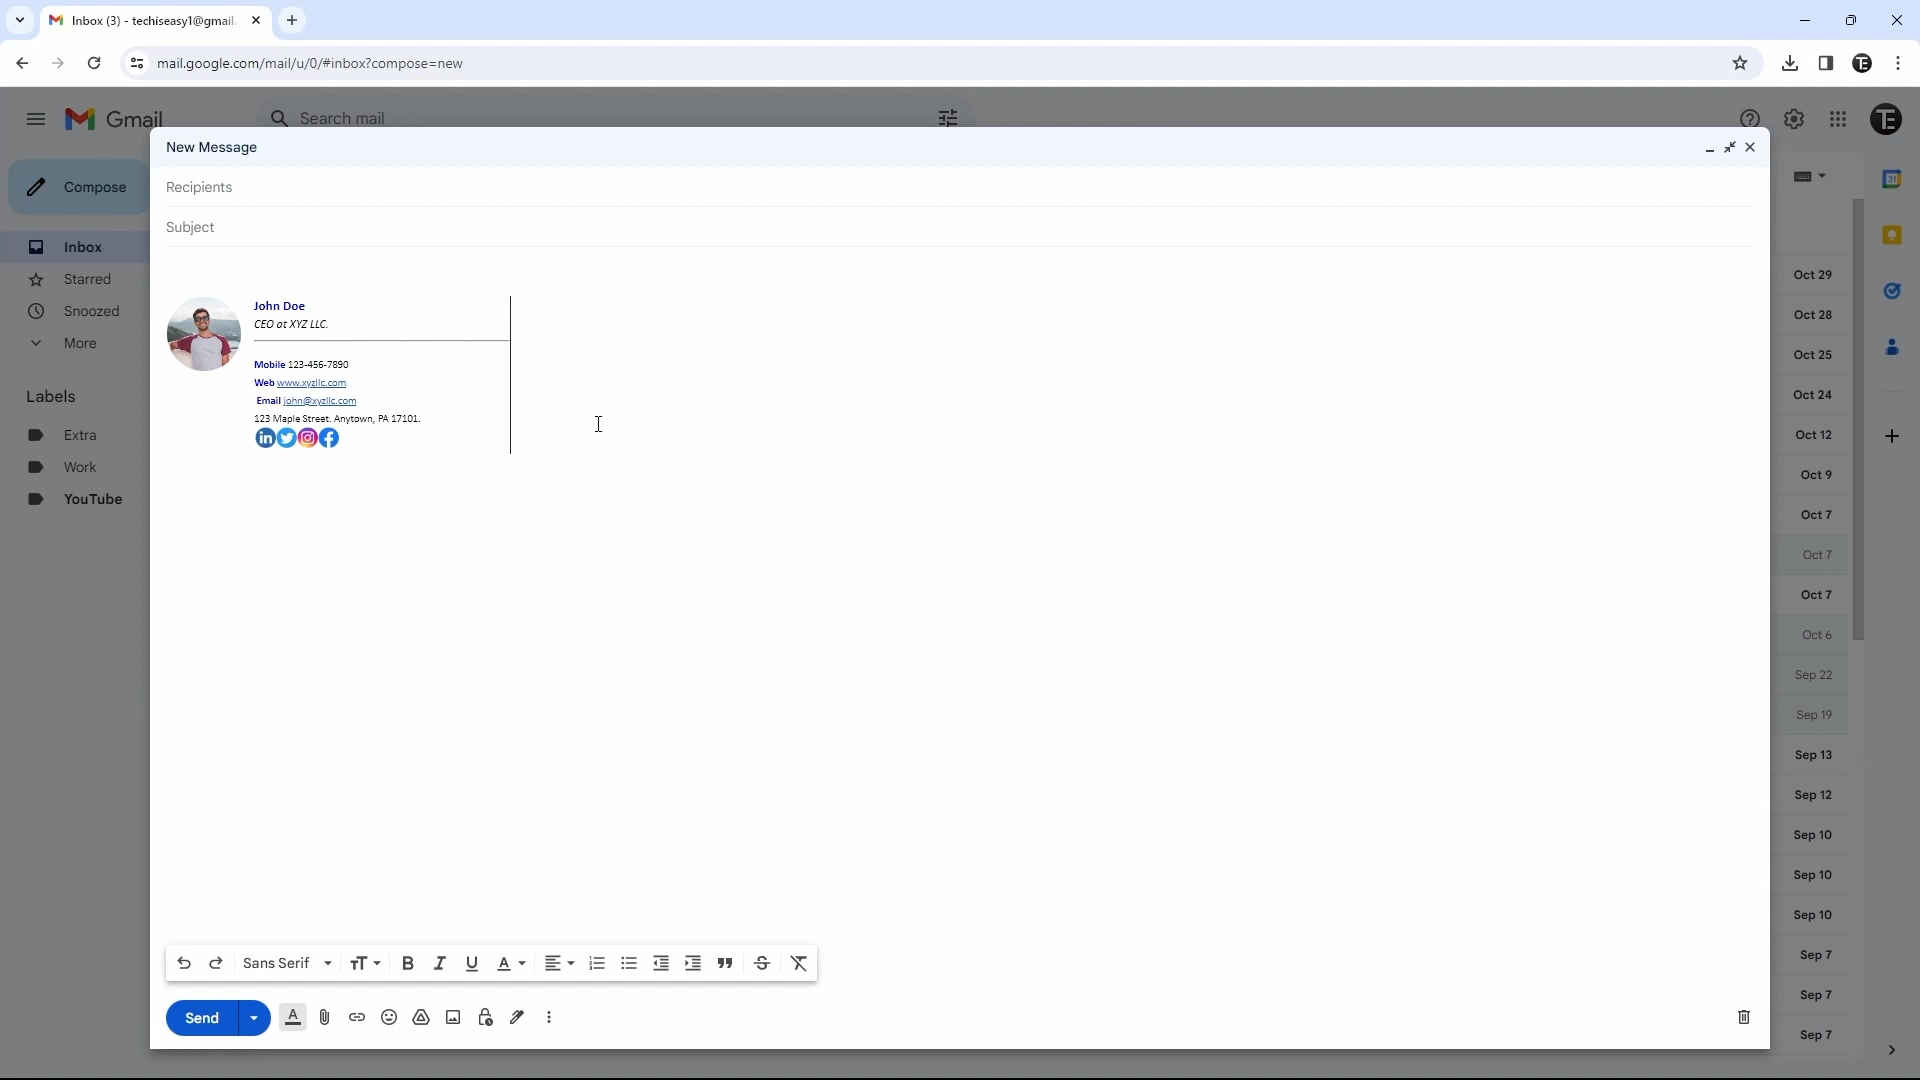 Inbox (3) - techiseasy1@gmail.
mail.google.com/mail/u/0/#inbox?compose=new
Gmail
Search mail
TE
New Message
Compose
Recipients
Subject
Inbox
Starred
Snoozed
More
Labels
Extra
Work
YouTube
John Doe
CEO at XYZ LLC.
Mobile 123-456-7890
Web www.xyzllc.com
Email john@xyzllc.com
123 Maple Street. Anytown, PA 17101.
31
Oct 29
Oct 28
Oct 25
Oct 24
Oct 12
Oct 9
Oct 7
Oct 7
Oct 7
Oct 6
Sep 22
Sep 19
Sep 13
Sep 12
Sep 10
Sep 10
Sep 10
Sep 7
Sep 7
Sep 7
Sans Serif
Send